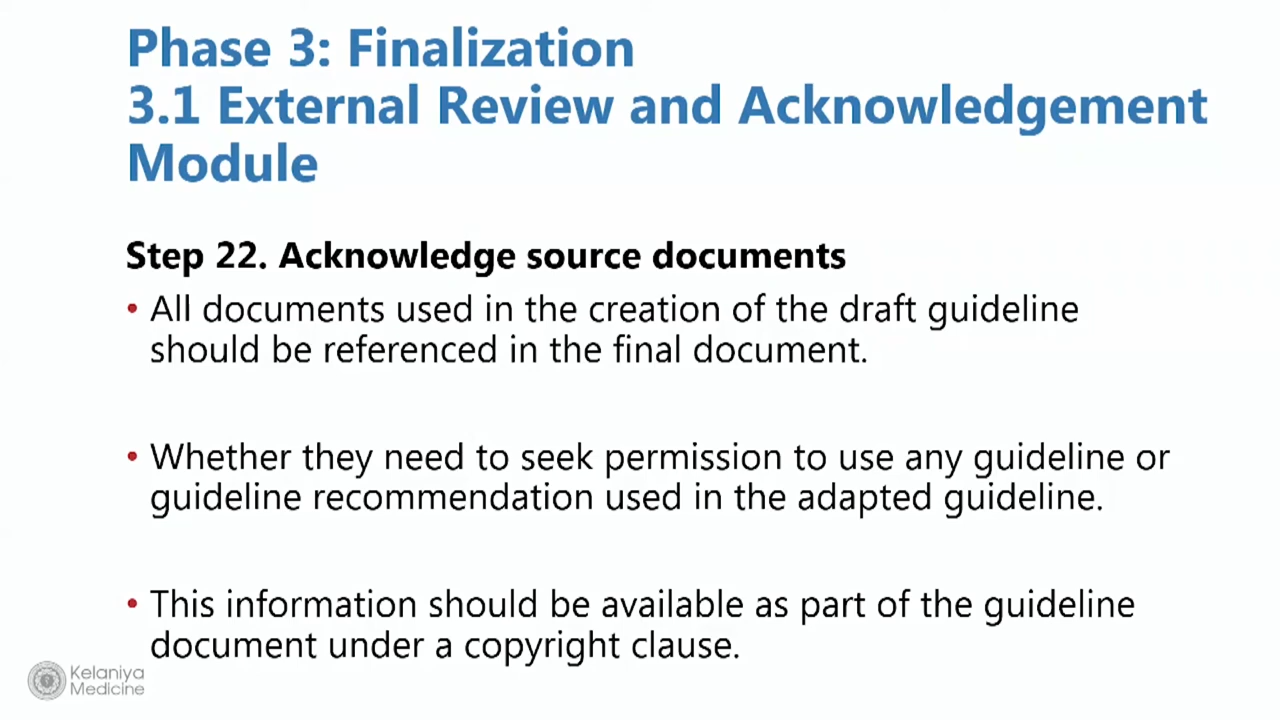 Phase 3: Finalization
3.1 External Review and Acknowledgement
Module
Step 22. Acknowledge source documents
• All documents used in the creation of the draft guideline
should be referenced in the final document.
• Whether they need to seek permission to use any guideline or
guideline recommendation used in the adapted guideline.
• This information should be available as part of the guideline
document under a copyright clause.
Kelaniya
Medicine